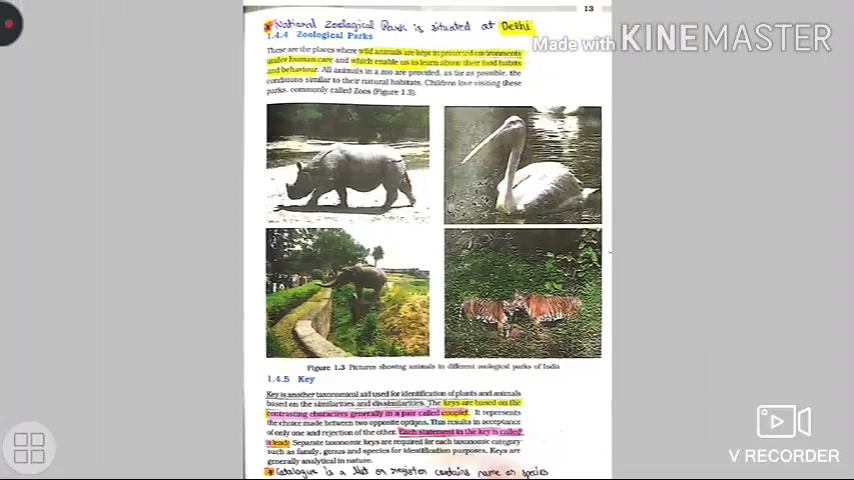 13
* National Zoological Park is situated at Delhi
Made with KINEMASTER
1.4.4 Zoological Parks
These are the places where wild animals are kept in protected environments
under human care and which enable us to learn about their food habits
and behaviour. All animals in a zoo are provided, as far as possible, the
conditions similar to their natural habitats. Children love visiting these
parks, commonly called Zoos (Figure 1.3).
Figure 1.3 Pictures showing animals in different zoological parks of India
1.4.5 Key
Key is another taxonomical aid used for identification of plants and animals
based on the similarities and dissimilarities. The keys are based on the
contrasting characters generally in a pair called couplet. It represents
the choice made between two opposite options. This results in acceptance
of only one and rejection of the other. Each statement in the key is called
a lead. Separate taxonomic keys are required for each taxonomic category
such as family, genus and species for identification purposes. Keys are
generally analytical in nature.
* Catalogue is a list or register contains name or species
V RECORDER